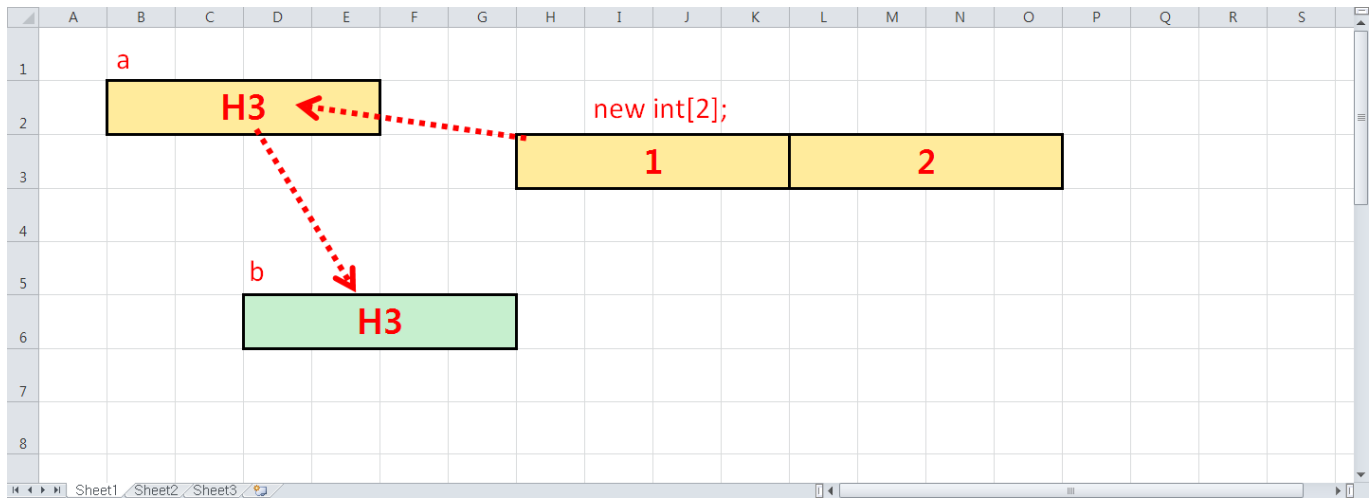 A B C D E F G H I J K L M N O P Q R S
1 a
2 H3 new int[2];
3 1 2
4
5 b
6 H3
7
8
Sheet1 Sheet2 Sheet3